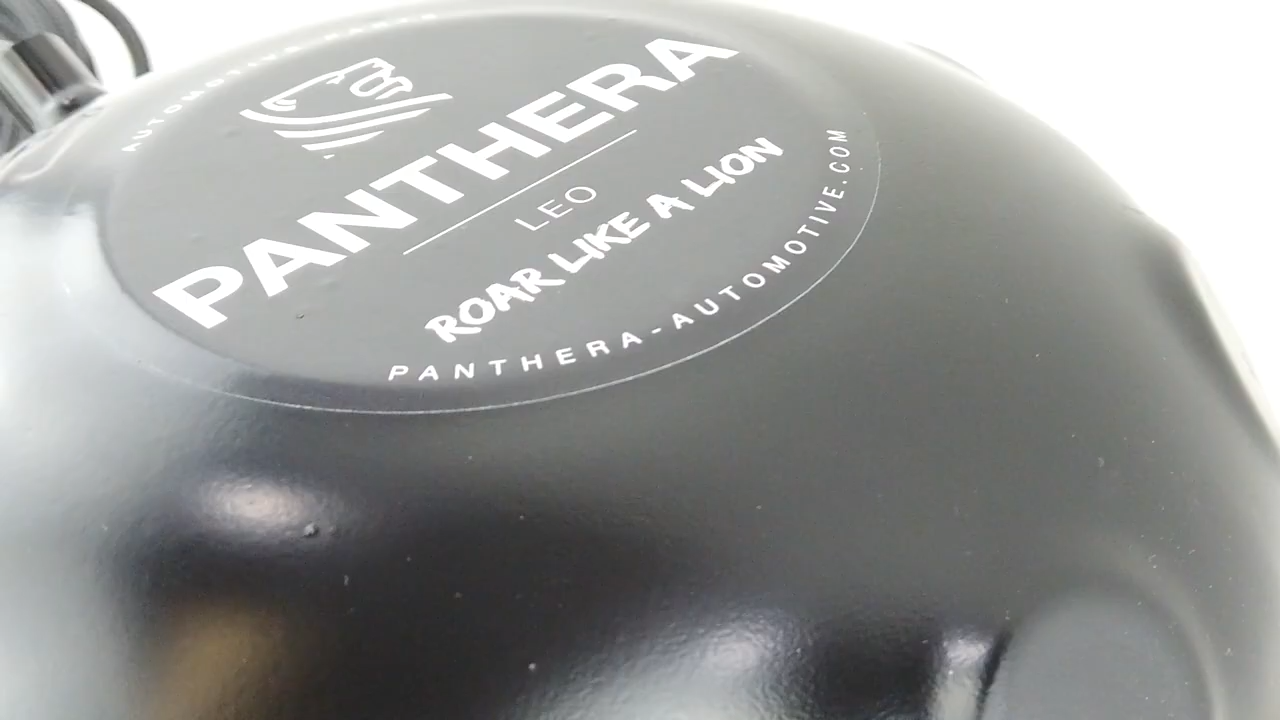 AUTOMOTIVE
PANTHERA
LEO
ROAR LIKE A LION
PANTHERA-AUTOMOTIVE.COM